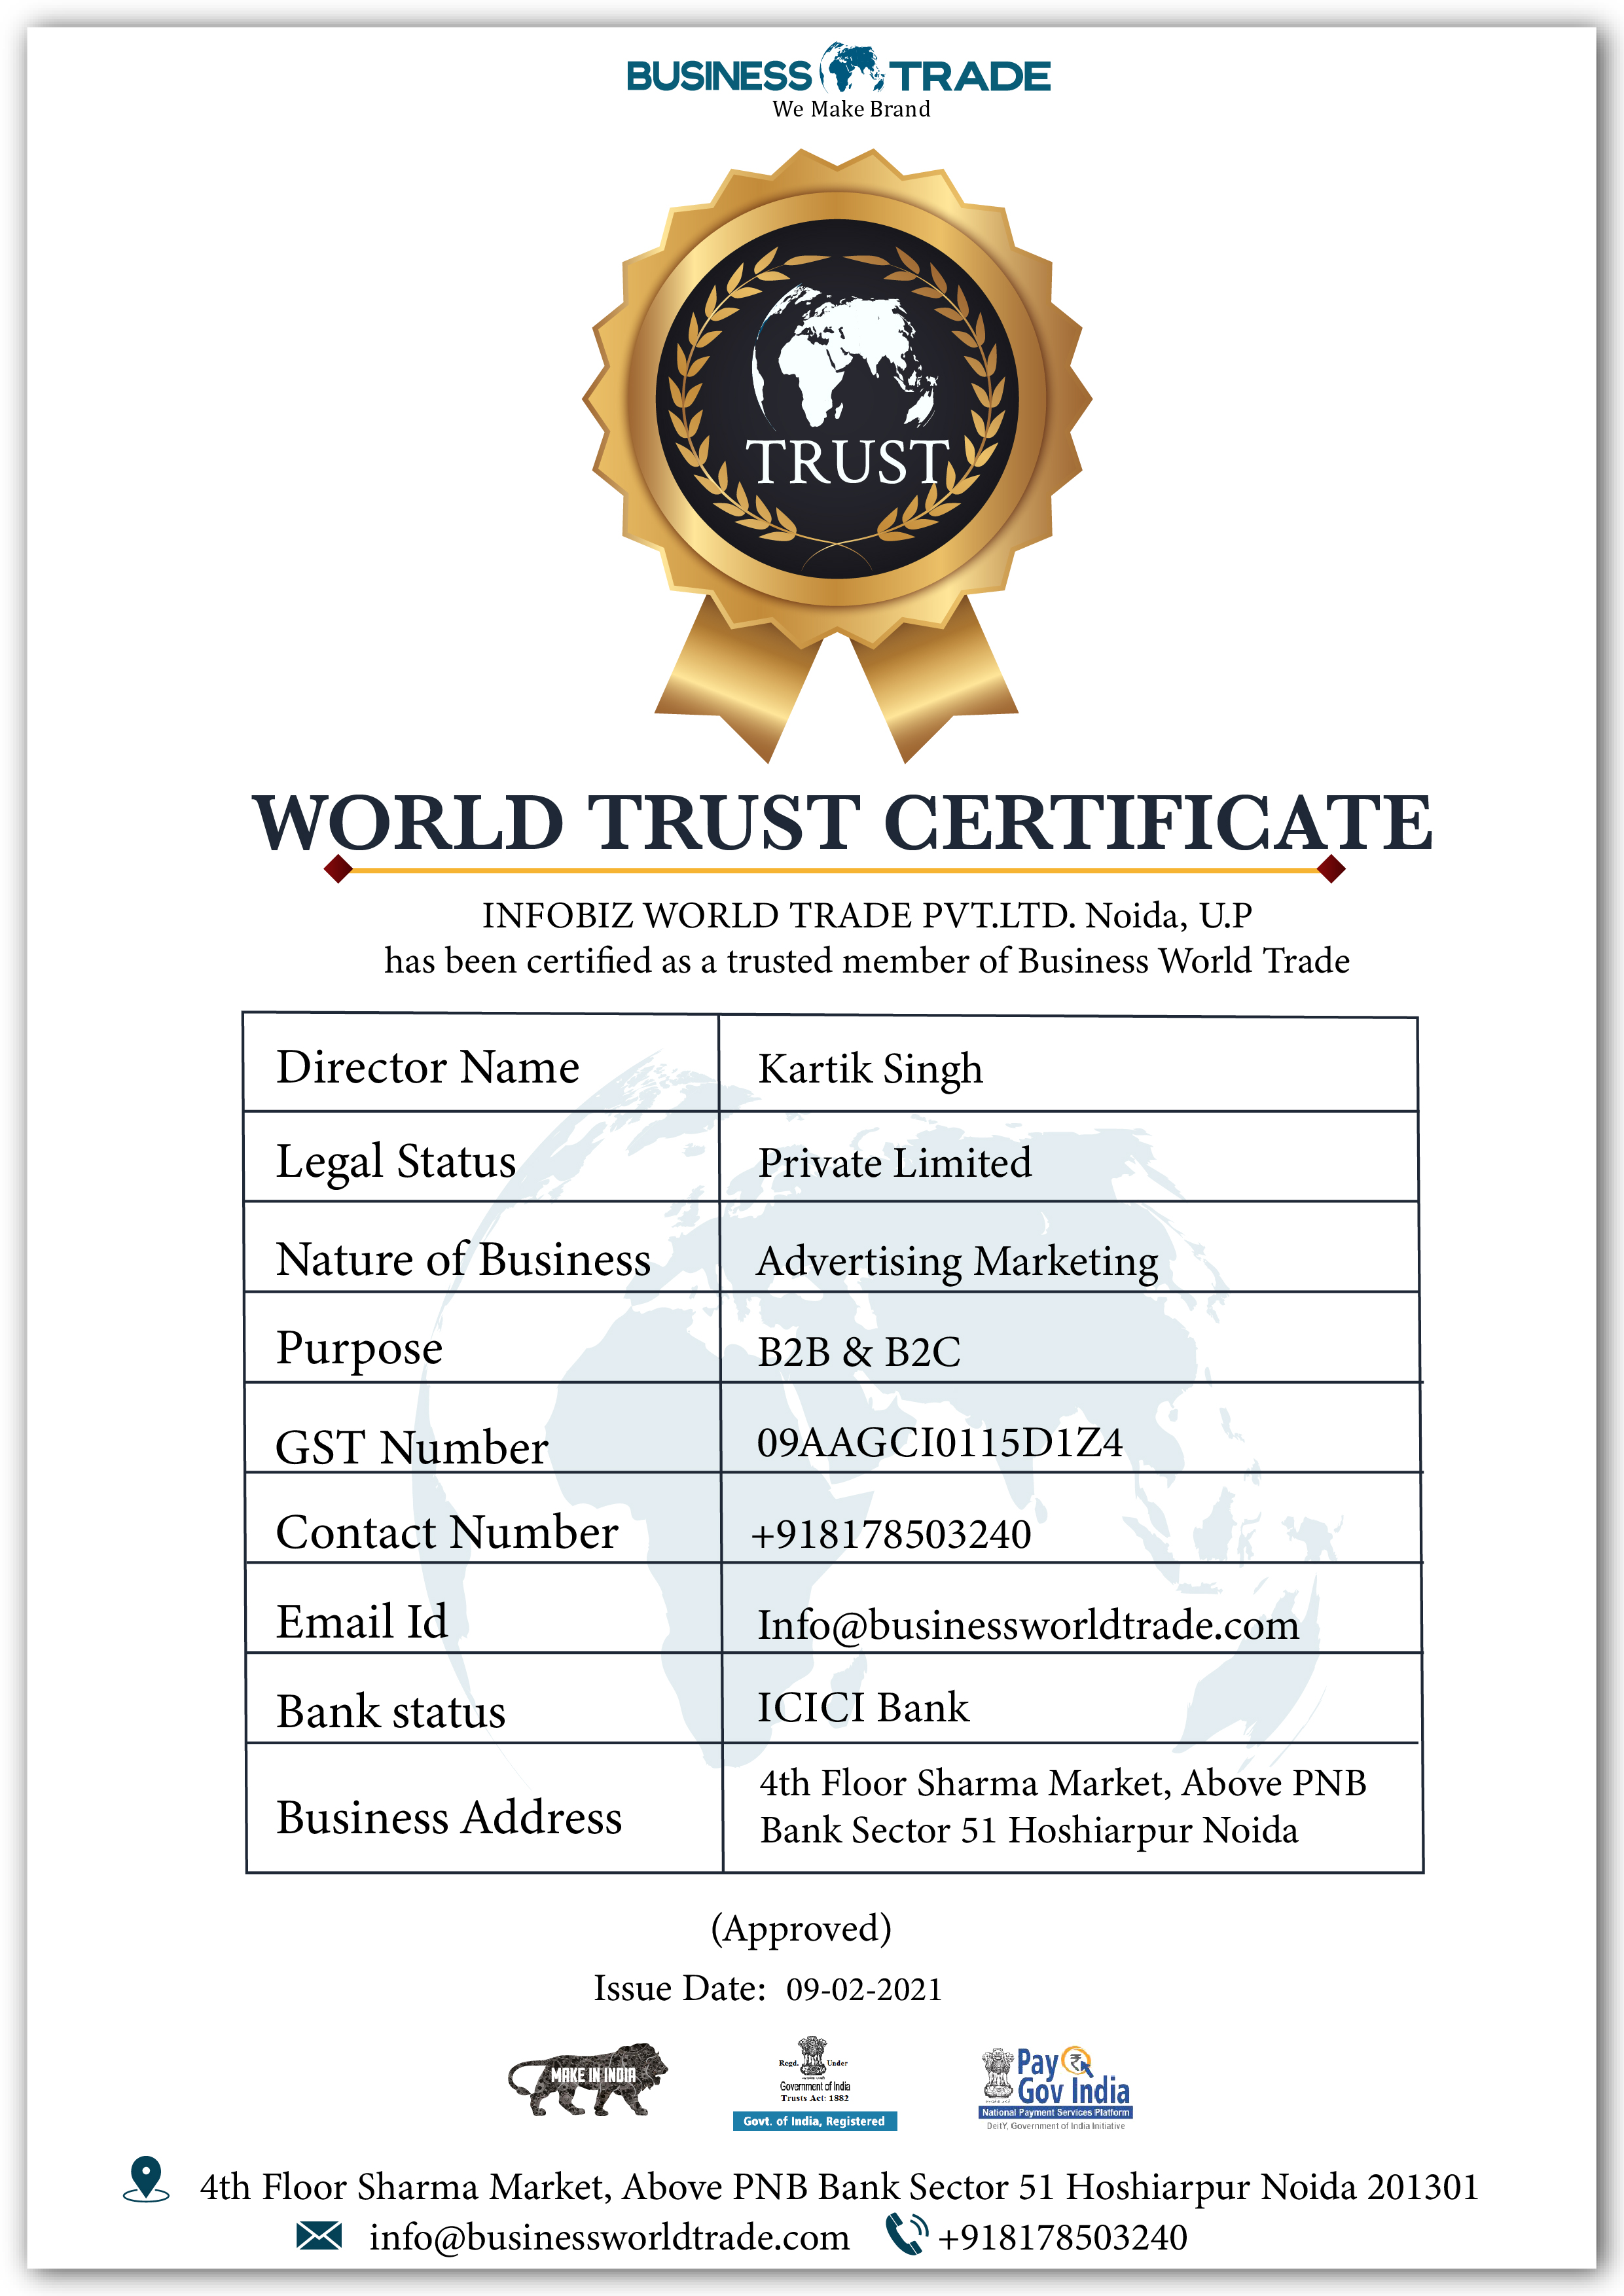 BUSINESS TRADE
We Make Brand
TRUST
WORLD TRUST CERTIFICATE
INFOBIZ WORLD TRADE PVT.LTD. Noida, U.P
has been certified as a trusted member of Business World Trade
Director Name Kartik Singh
Legal Status Private Limited
Nature of Business Advertising Marketing
Purpose B2B & B2C
GST Number 09AAGCI0115D1Z4
Contact Number +918178503240
Email Id Info@businessworldtrade.com
Bank status ICICI Bank
Business Address 4th Floor Sharma Market, Above PNB
Bank Sector 51 Hoshiarpur Noida
(Approved)
Issue Date: 09-02-2021
MAKE IN INDIA
Regd. Under
Government of India
Trusts Act: 1882
Govt. of India, Registered
Pay
Gov India
National Payment Services Platform
DeitY, Government of India Initiative
4th Floor Sharma Market, Above PNB Bank Sector 51 Hoshiarpur Noida 201301
info@businessworldtrade.com +918178503240